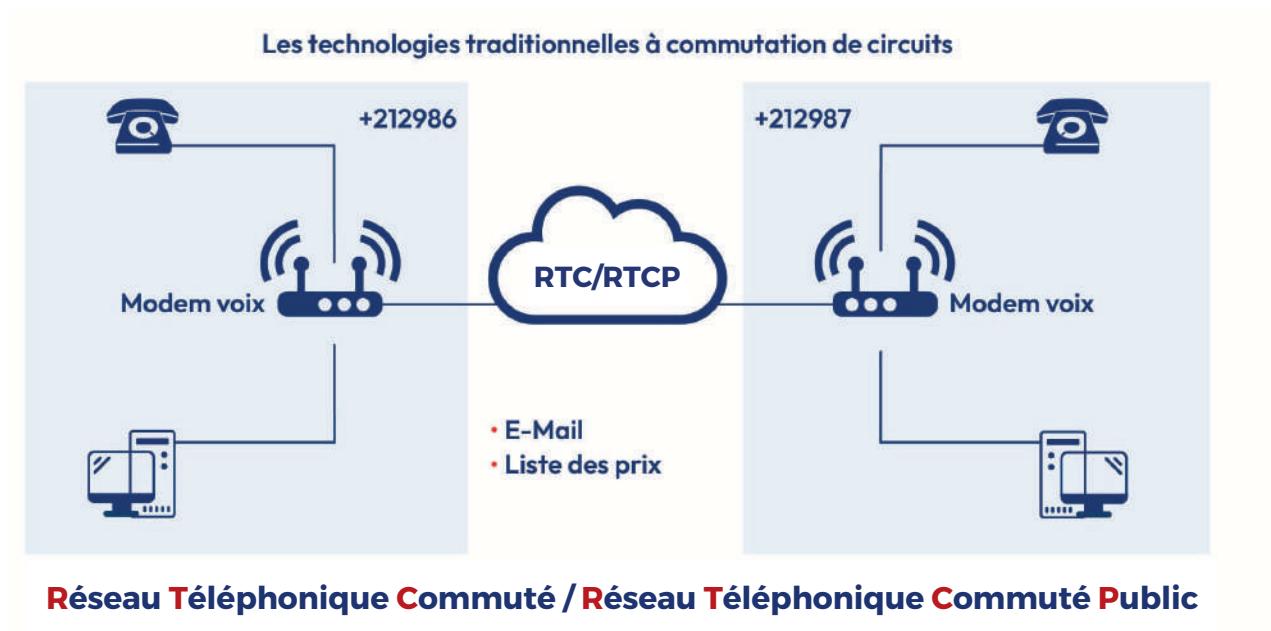 Les technologies traditionnelles à commutation de circuits
+212986
+212987
RTC/RTCP
Modem voix
Modem voix
• E-Mail
• Liste des prix
Réseau Téléphonique Commuté / Réseau Téléphonique Commuté Public